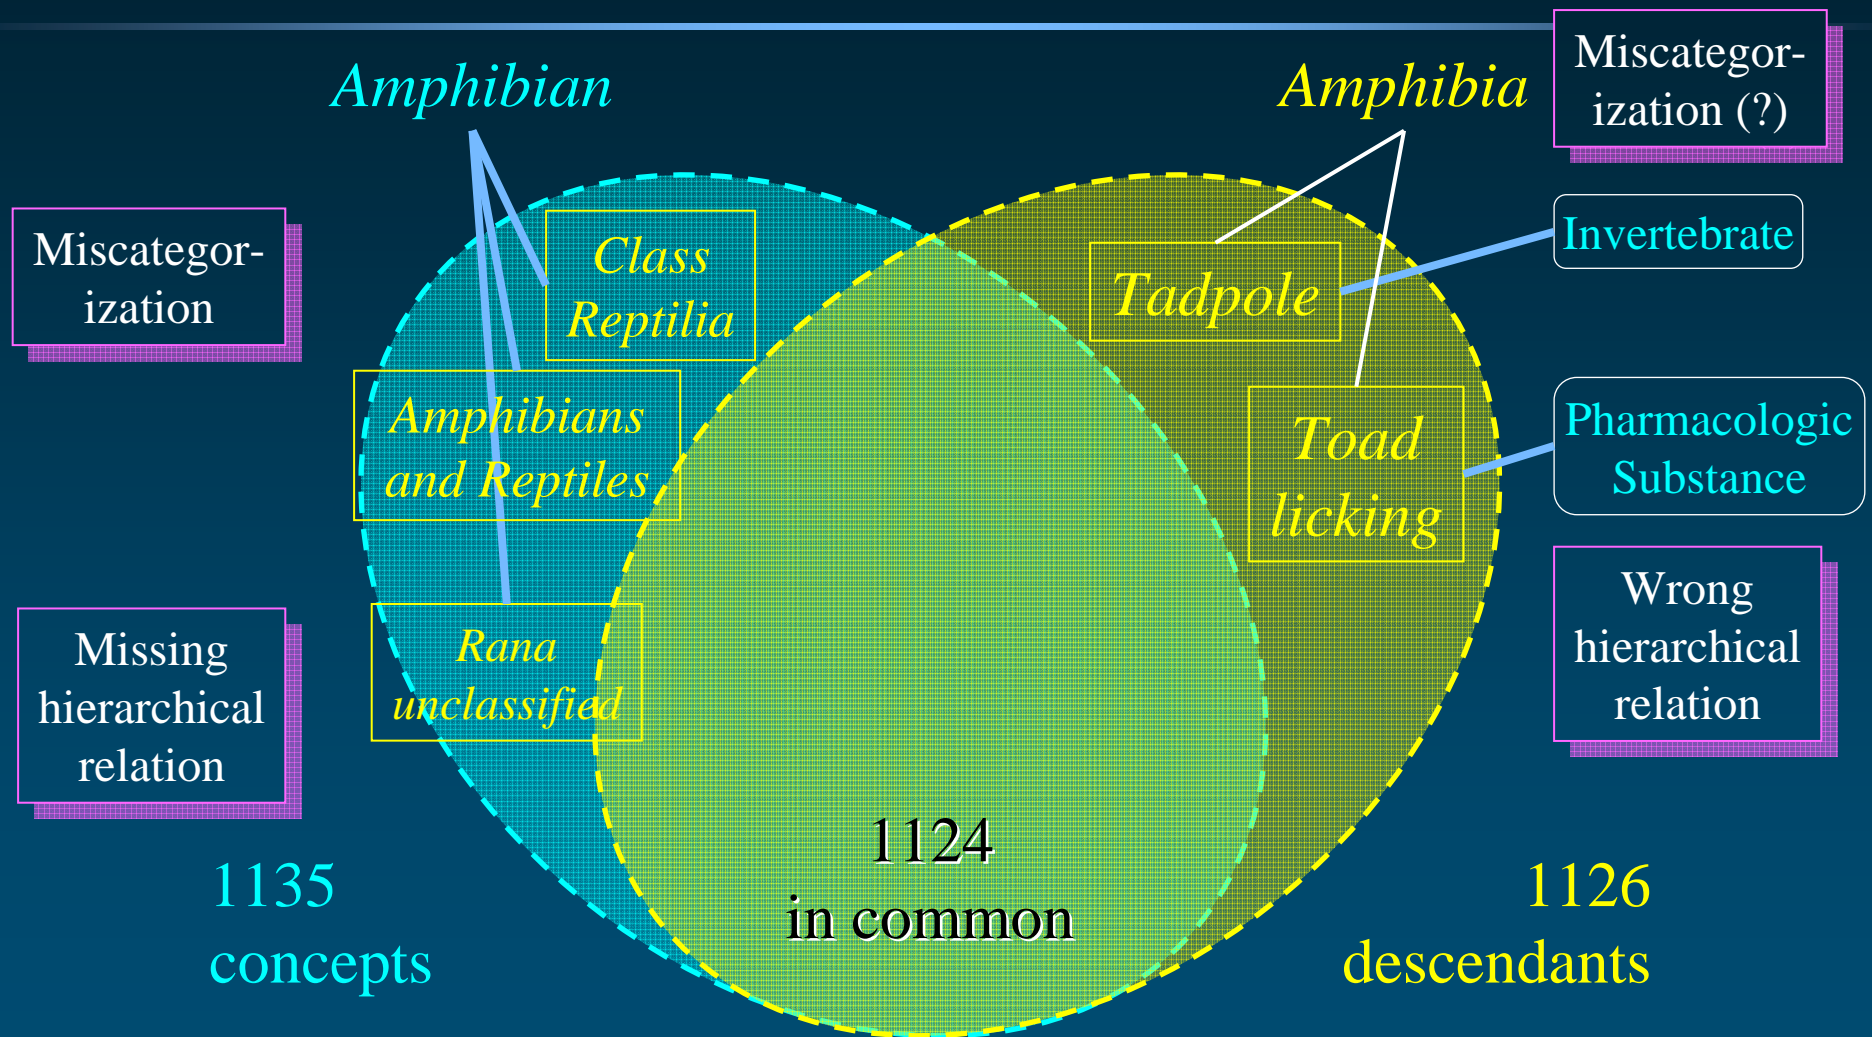 Amphibian
Amphibia
Miscategor-
ization (?)
Miscategor-
ization
Class
Reptilia
Tadpole
Invertebrate
Amphibians
and Reptiles
Toad
licking
Pharmacologic
Substance
Missing
hierarchical
relation
Rana
unclassified
Wrong
hierarchical
relation
1135
concepts
1124
in common
1126
descendants